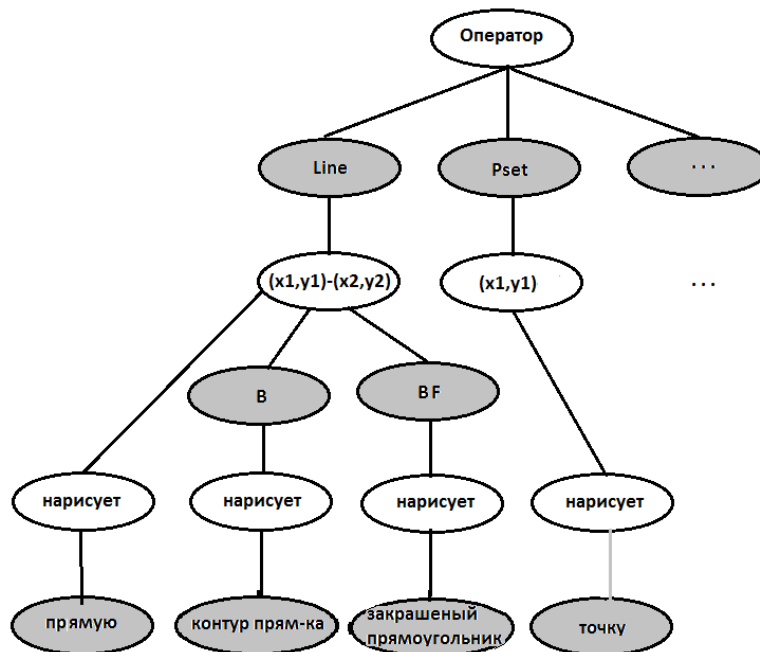 Оператор
Line
Pset
...
(x1,y1)-(x2,y2)
(x1,y1)
...
B
BF
нарисует
нарисует
нарисует
нарисует
прямую
контур прям-ка
закрашеный
прямоугольник
точку